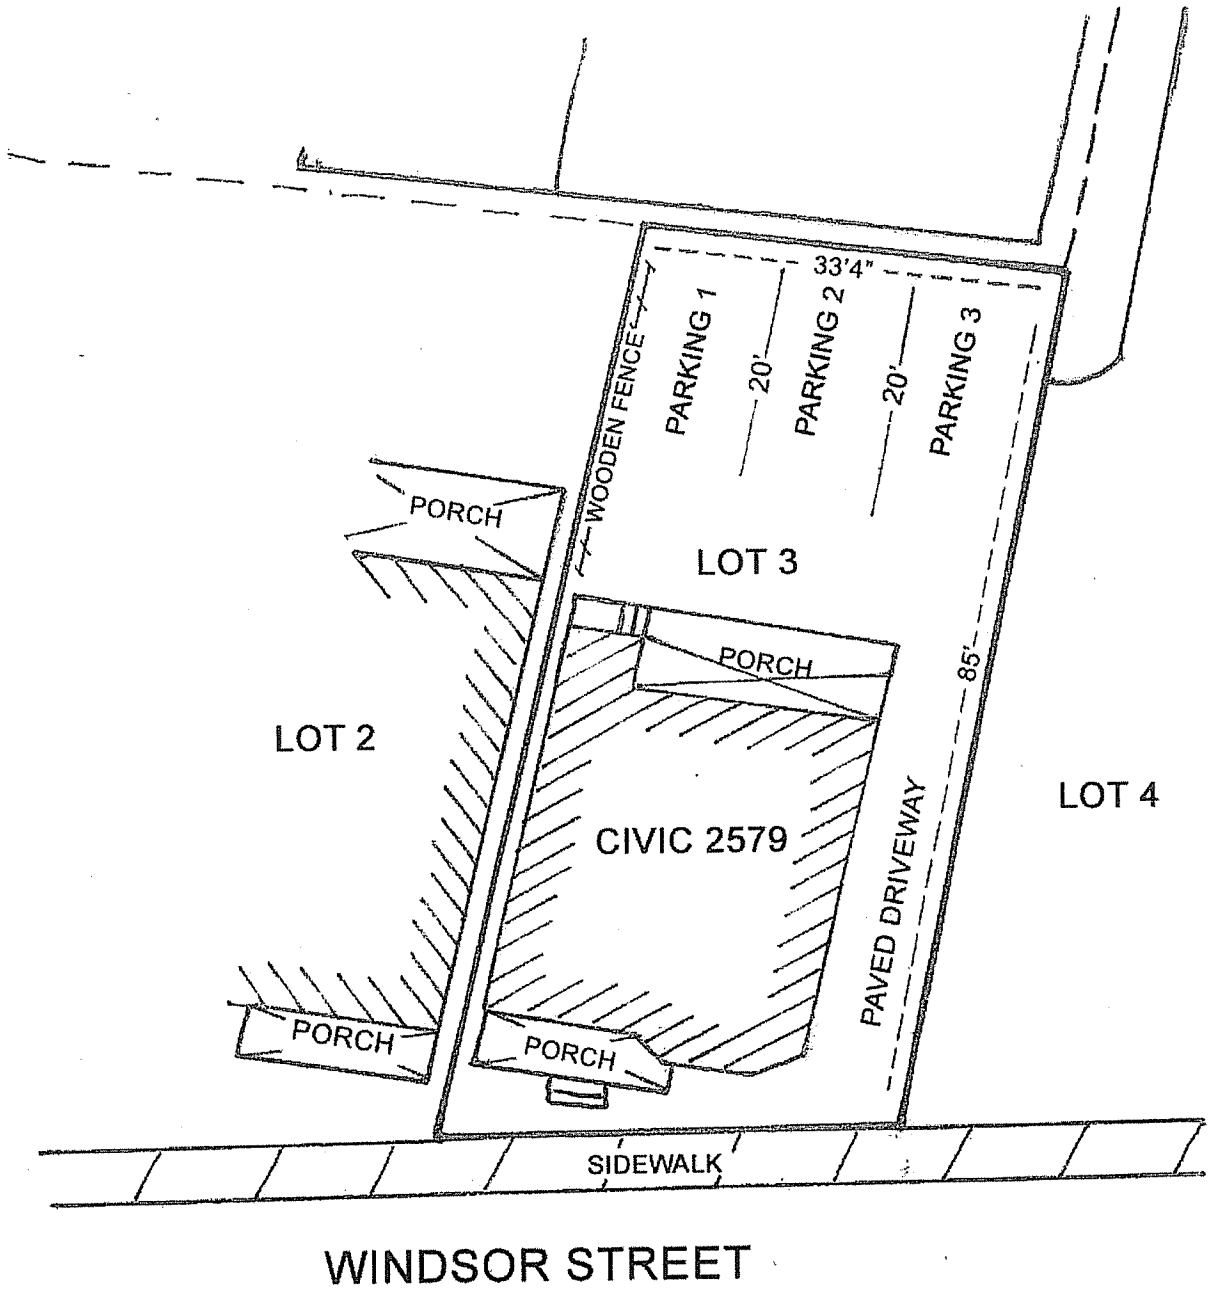 33'4"
PARKING 1
20'
PARKING 2
20'
PARKING 3
WOODEN FENCE
PORCH
LOT 3
PORCH
85'
LOT 2
LOT 4
CIVIC 2579
PAVED DRIVEWAY
PORCH
PORCH
SIDEWALK
WINDSOR STREET